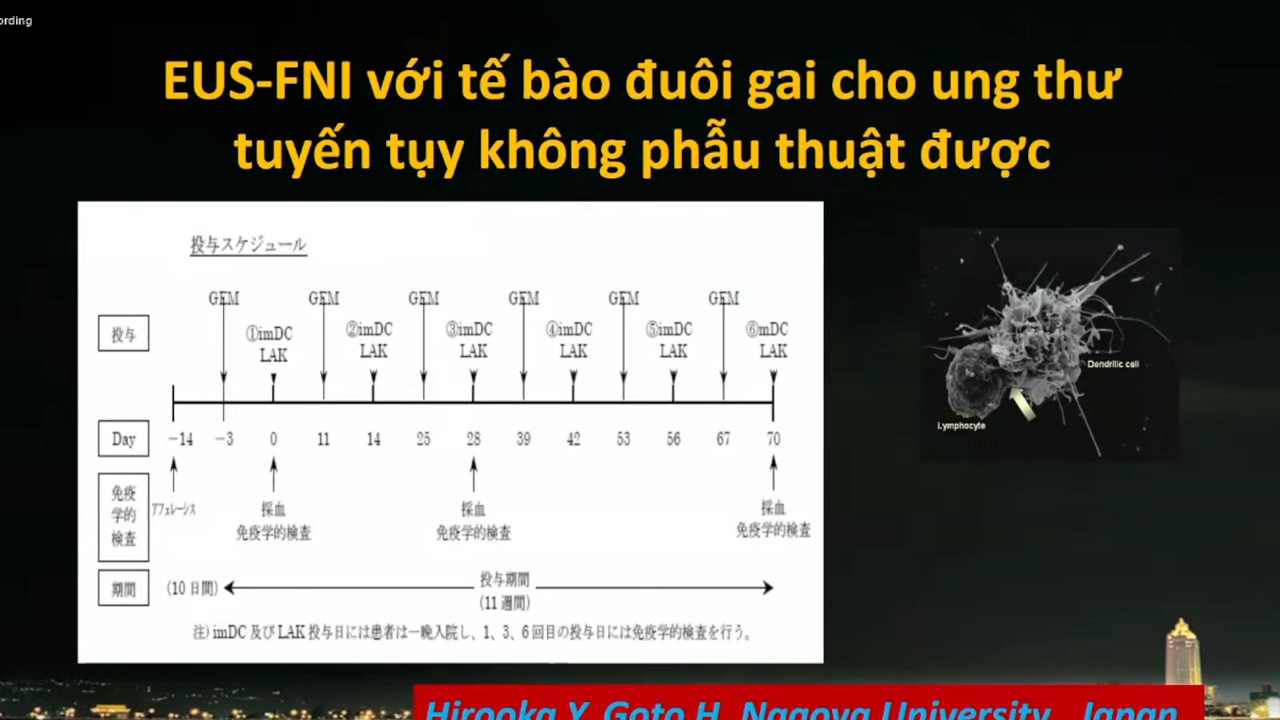 ording
EUS-FNI với tế bào đuôi gai cho ung thư
tuyến tụy không phẫu thuật được
投与スケジュール
GEM GEM GEM GEM GEM GEM
投与
①imDC ②imDC ③imDC ④imDC ⑤imDC ⑥mDC
LAK LAK LAK LAK LAK LAK
Day −14 −3 0 11 14 25 28 39 42 53 56 67 70
免疫
学的
検査
アフェレーシス 採血 採血 採血
免疫学的検査 免疫学的検査 免疫学的検査
期間 (10日間) 投与期間
(11週間)
注) imDC 及び LAK 投与日には患者は一晩入院し、1、3、6 回目の投与日には免疫学的検査を行う。
Dendritic cell
Lymphocyte
Hirooka Y, Goto H, Nagoya University, Japan